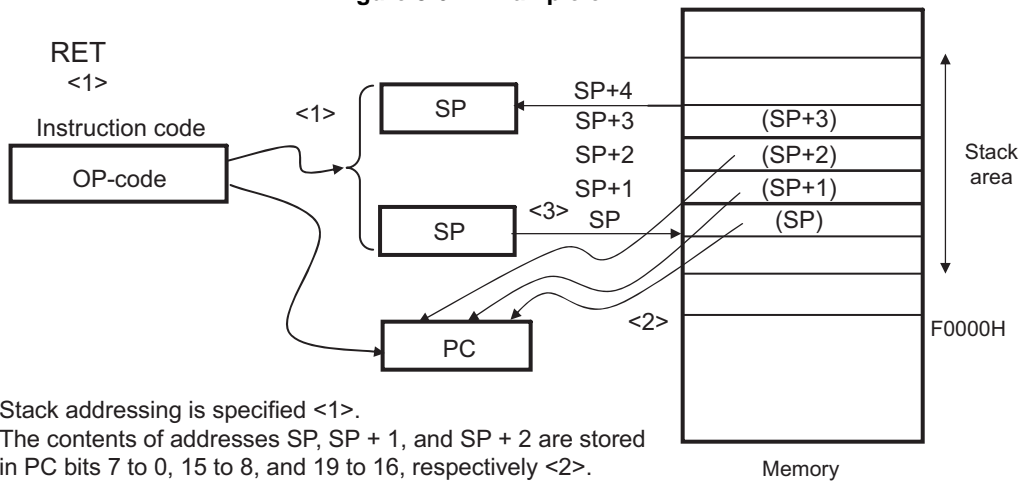 RET
<1>
Instruction code
OP-code
<1>
SP
SP
SP+4
SP+3
SP+2
SP+1
SP
<3>
(SP+3)
(SP+2)
(SP+1)
(SP)
Stack
area
<2>
PC
F0000H
Memory
Stack addressing is specified <1>.
The contents of addresses SP, SP + 1, and SP + 2 are stored
in PC bits 7 to 0, 15 to 8, and 19 to 16, respectively <2>.